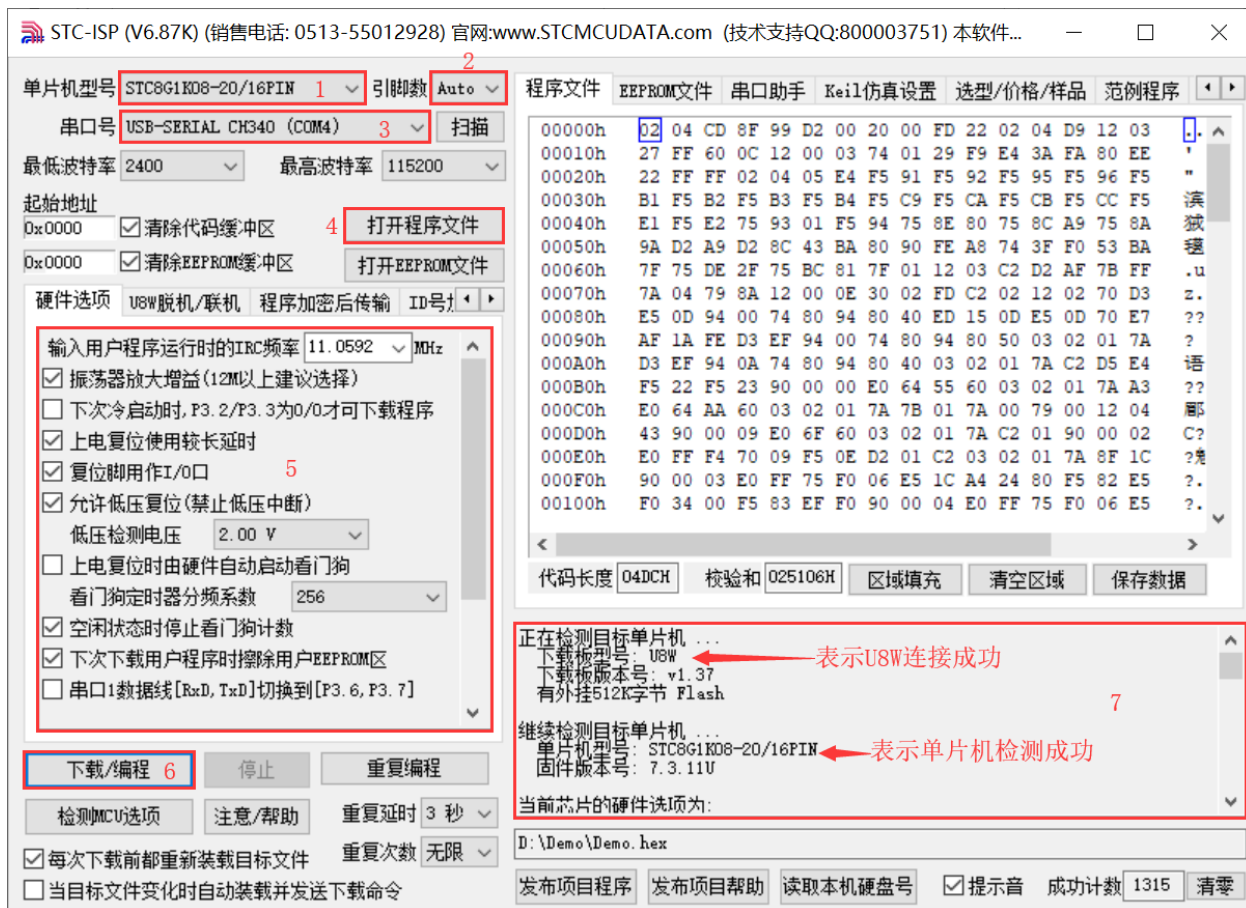 STC-ISP (V6.87K) (销售电话: 0513-55012928) 官网:www.STCMCUDATA.com (技术支持QQ:800003751) 本软件...
单片机型号 STC8G1K08-20/16PIN 1 引脚数 Auto 2
串口号 USB-SERIAL CH340 (COM4) 3 扫描
最低波特率 2400 最高波特率 115200
起始地址
0x0000 清除代码缓冲区 4 打开程序文件
0x0000 清除EEPROM缓冲区 打开EEPROM文件
硬件选项 U8W脱机/联机 程序加密后传输 ID号
输入用户程序运行时的IRC频率 11.0592 MHz
振荡器放大增益(12M以上建议选择)
下次冷启动时,P3.2/P3.3为0/0才可下载程序
上电复位使用较长延时
复位脚用作I/O口 5
允许低压复位(禁止低压中断)
低压检测电压 2.00 V
上电复位时由硬件自动启动看门狗
看门狗定时器分频系数 256
空闲状态时停止看门狗计数
下次下载用户程序时擦除用户EEPROM区
串口1数据线[RxD,TxD]切换到[P3.6,P3.7]
下载/编程 6 停止 重复编程
检测MCU选项 注意/帮助 重复延时 3 秒
每次下载前都重新装载目标文件 重复次数 无限
当目标文件变化时自动装载并发送下载命令
程序文件 EEPROM文件 串口助手 Keil仿真设置 选型/价格/样品 范例程序
00000h 02 04 CD 8F 99 D2 00 20 00 FD 22 02 04 D9 12 03 ..
00010h 27 FF 60 0C 12 00 03 74 01 29 F9 E4 3A FA 80 EE '
00020h 22 FF FF 02 04 05 E4 F5 91 F5 92 F5 95 F5 96 F5 "
00030h B1 F5 B2 F5 B3 F5 B4 F5 C9 F5 CA F5 CB F5 CC F5 滨
00040h E1 F5 E2 75 93 01 F5 94 75 8E 80 75 8C A9 75 8A
00050h 9A D2 A9 D2 8C 43 BA 80 90 FE A8 74 3F F0 53 BA
00060h 7F 75 DE 2F 75 BC 81 7F 01 12 03 C2 D2 AF 7B FF .u
00070h 7A 04 79 8A 12 00 0E 30 02 FD C2 02 12 02 70 D3 z.
00080h E5 0D 94 00 74 80 94 80 40 ED 15 0D E5 0D 70 E7 ??
00090h AF 1A FE D3 EF 94 00 74 80 94 80 50 03 02 01 7A ?
000A0h D3 EF 94 0A 74 80 94 80 40 03 02 01 7A C2 D5 E4 语
000B0h F5 22 F5 23 90 00 00 E0 64 55 60 03 02 01 7A A3 ??
000C0h E0 64 AA 60 03 02 01 7A 7B 01 7A 00 79 00 12 04 郿
000D0h 43 90 00 09 E0 6F 60 03 02 01 7A C2 01 90 00 02 C?
000E0h E0 FF F4 70 09 F5 0E D2 01 C2 03 02 01 7A 8F 1C
000F0h 90 00 03 E0 FF 75 F0 06 E5 1C A4 24 80 F5 82 E5 ?.
00100h F0 34 00 F5 83 EF F0 90 00 04 E0 FF 75 F0 06 E5 ?.
代码长度 04DCH 校验和 025106H 区域填充 清空区域 保存数据
正在检测目标单片机 ...
下载板型号: U8W 表示U8W连接成功
下载板版本号: v1.37
有外挂512K字节 Flash 7
继续检测目标单片机 ...
单片机型号: STC8G1K08-20/16PIN 表示单片机检测成功
固件版本号: 7.3.11U
当前芯片的硬件选项为:
D:\Demo\Demo.hex
发布项目程序 发布项目帮助 读取本机硬盘号 提示音 成功计数 1315 清零